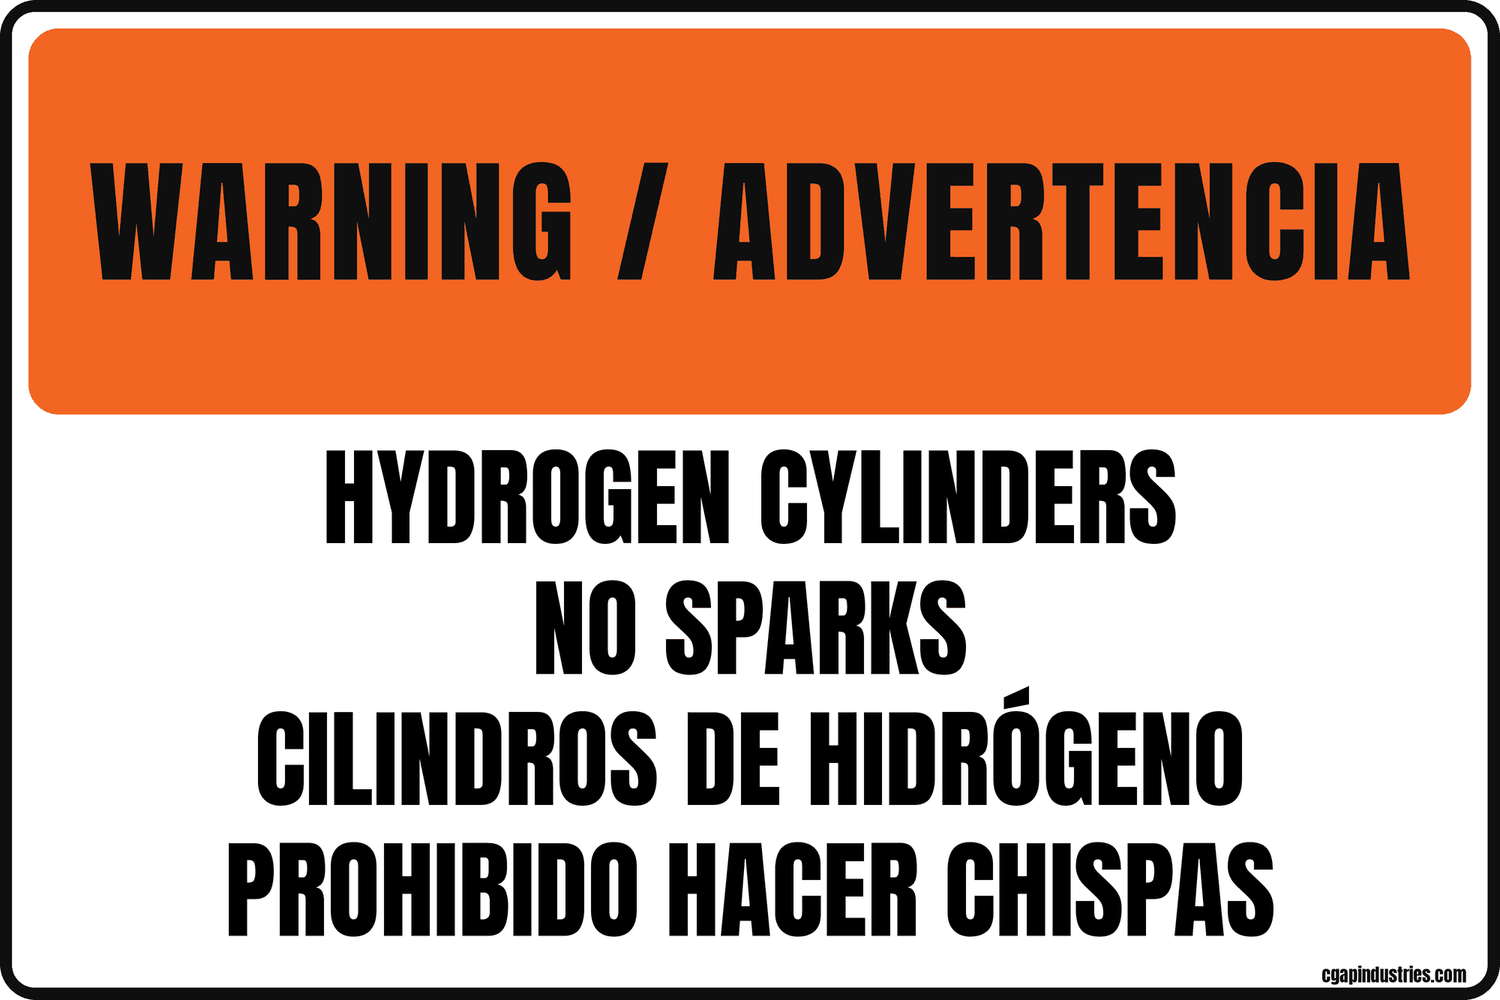 WARNING / ADVERTENCIA
HYDROGEN CYLINDERS
NO SPARKS
CILINDROS DE HIDRÓGENO
PROHIBIDO HACER CHISPAS
cgapindustries.com